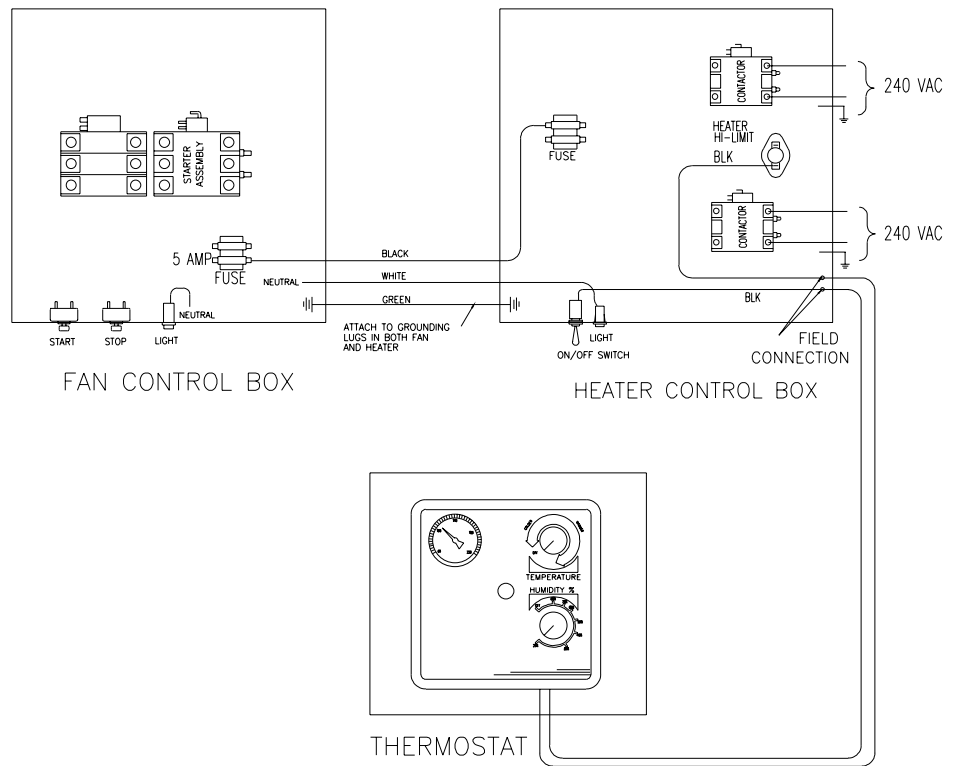 240 VAC
CONTACTOR
HEATER
HI-LIMIT
BLK
FUSE
STARTER
ASSEMBLY
CONTACTOR
240 VAC
5 AMP
FUSE
BLACK
NEUTRAL
WHITE
GREEN
BLK
NEUTRAL
START
STOP
LIGHT
ATTACH TO GROUNDING
LUGS IN BOTH FAN
AND HEATER
LIGHT
ON/OFF SWITCH
FIELD
CONNECTION
FAN CONTROL BOX
HEATER CONTROL BOX
TEMPERATURE
HUMIDITY %
THERMOSTAT